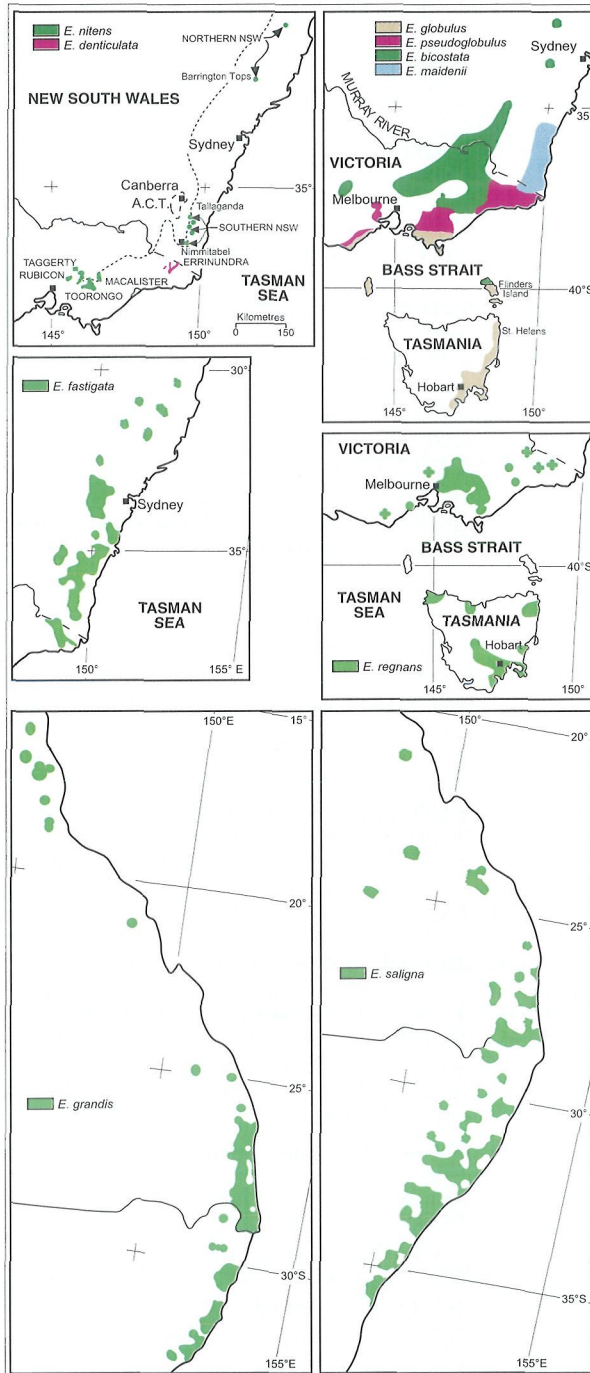 E. nitens
E. denticulata
NORTHERN NSW
Barrington Tops
NEW SOUTH WALES
Sydney
Canberra
A.C.T.
35°
Tallaganda
SOUTHERN NSW
Nimmitabel
ERRINUNDRA
TAGGERTY
RUBICON
MACALISTER
TOORONGO
TASMAN
SEA
Kilometres
0 150
145°
150°
E. globulus
E. pseudoglobulus
E. bicostata
E. maidenii
Sydney
MURRAY RIVER
35°
VICTORIA
Melbourne
BASS STRAIT
Flinders
Island
40°S
St. Helens
TASMANIA
Hobart
145°
150°
E. fastigata
30°
Sydney
35°
TASMAN
SEA
150°
155° E
VICTORIA
Melbourne
BASS STRAIT
40°S
TASMAN
SEA
TASMANIA
Hobart
E. regnans
145°
150°
150°E
15°
20°
25°
E. grandis
30°S
155°E
150°
20°
25°
E. saligna
30°
35°S
155°E